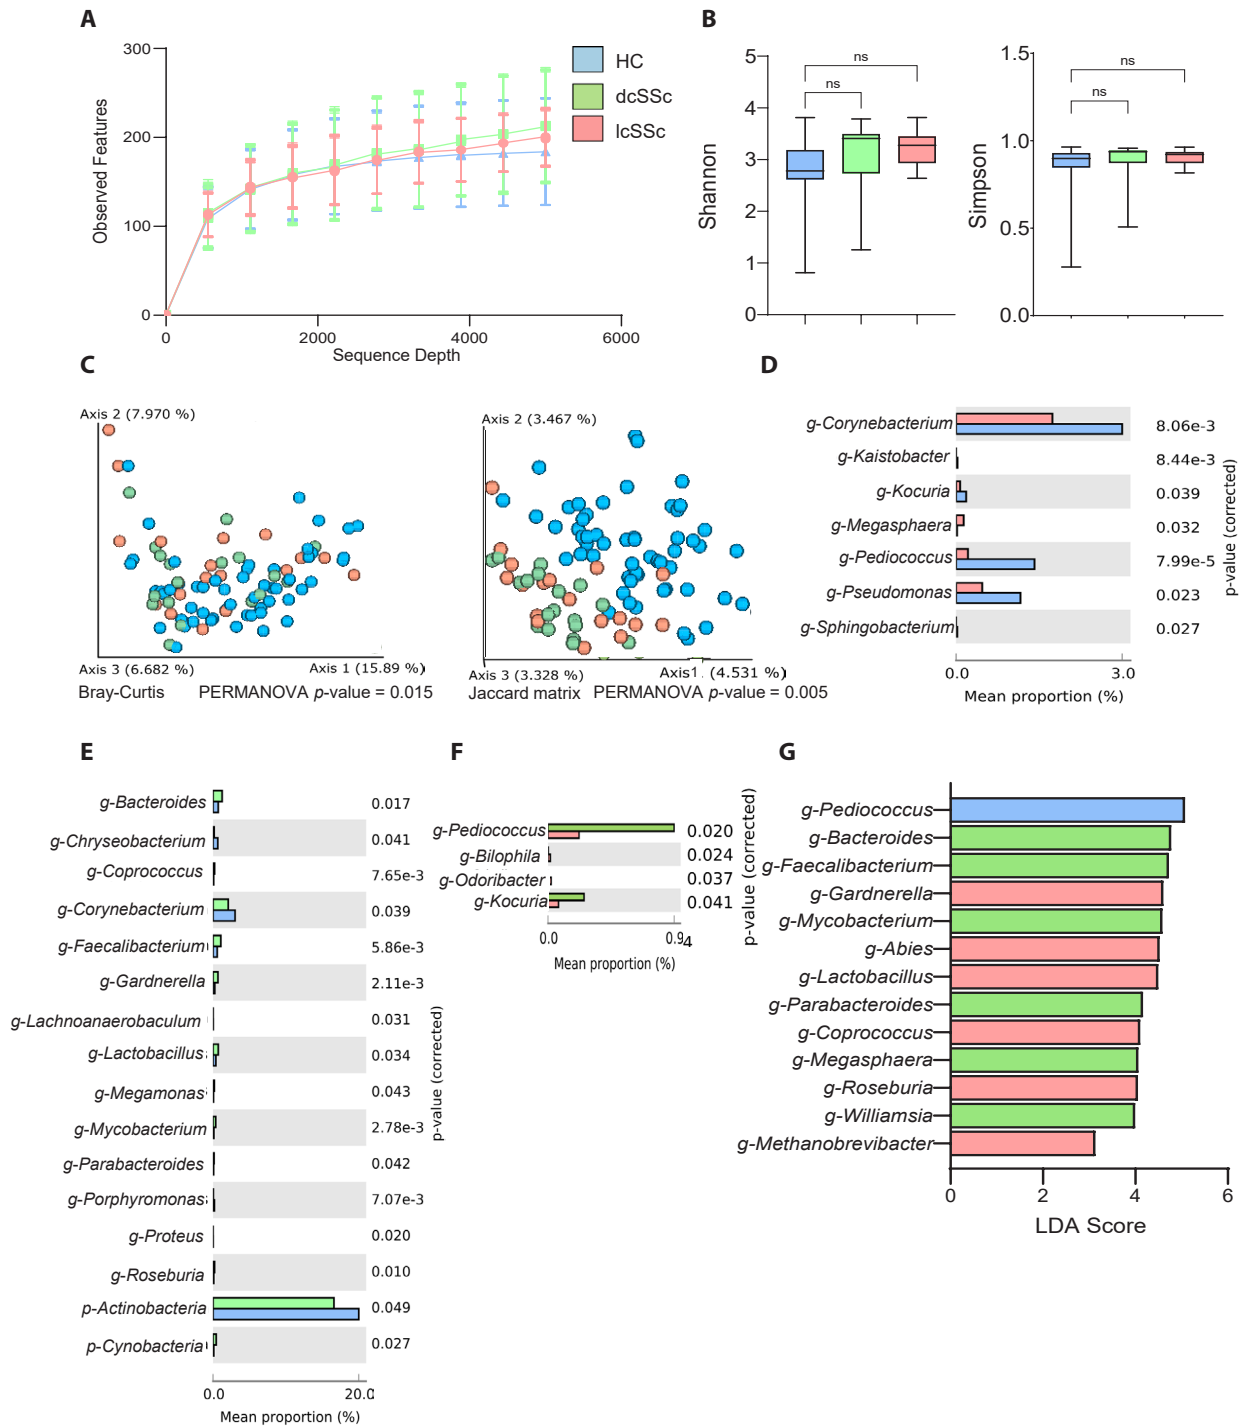 A
300
200
100
0
Observed Features
0
2000
4000
6000
Sequence Depth
HC
dcSSc
lcSSc
B
5
4
3
2
1
0
Shannon
ns
ns
1.5
1.0
0.5
0.0
Simpson
ns
ns
C
Axis 2 (7.970 %)
Axis 3 (6.682 %)
Axis 1 (15.89 %)
Bray-Curtis
PERMANOVA p-value = 0.015
Axis 2 (3.467 %)
Axis 3 (3.328 %)
Axis1 . (4.531 %)
Jaccard matrix
PERMANOVA p-value = 0.005
D
g-Corynebacterium 8.06e-3
g-Kaistobacter 8.44e-3
g-Kocuria 0.039
g-Megasphaera 0.032
g-Pediococcus 7.99e-5
g-Pseudomonas 0.023
g-Sphingobacterium 0.027
0.0 3.0
Mean proportion (%)
p-value (corrected)
E
g-Bacteroides 0.017
g-Chryseobacterium 0.041
g-Coprococcus 7.65e-3
g-Corynebacterium 0.039
g-Faecalibacterium 5.86e-3
g-Gardnerella 2.11e-3
g-Lachnoanaerobaculum 0.031
g-Lactobacillus 0.034
g-Megamonas 0.043
g-Mycobacterium 2.78e-3
g-Parabacteroides 0.042
g-Porphyromonas 7.07e-3
g-Proteus 0.020
g-Roseburia 0.010
p-Actinobacteria 0.049
p-Cynobacteria 0.027
0.0 20.0
Mean proportion (%)
p-value (corrected)
F
g-Pediococcus 0.020
g-Bilophila 0.024
g-Odoribacter 0.037
g-Kocuria 0.041
0.0 0.94
Mean proportion (%)
p-value (corrected)
G
g-Pediococcus
g-Bacteroides
g-Faecalibacterium
g-Gardnerella
g-Mycobacterium
g-Abies
g-Lactobacillus
g-Parabacteroides
g-Coprococcus
g-Megasphaera
g-Roseburia
g-Williamsia
g-Methanobrevibacter
0 2 4 6
LDA Score